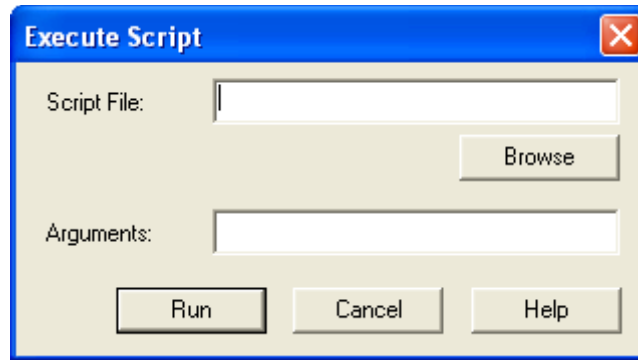 Execute Script
Script File:
Browse
Arguments:
Run Cancel Help